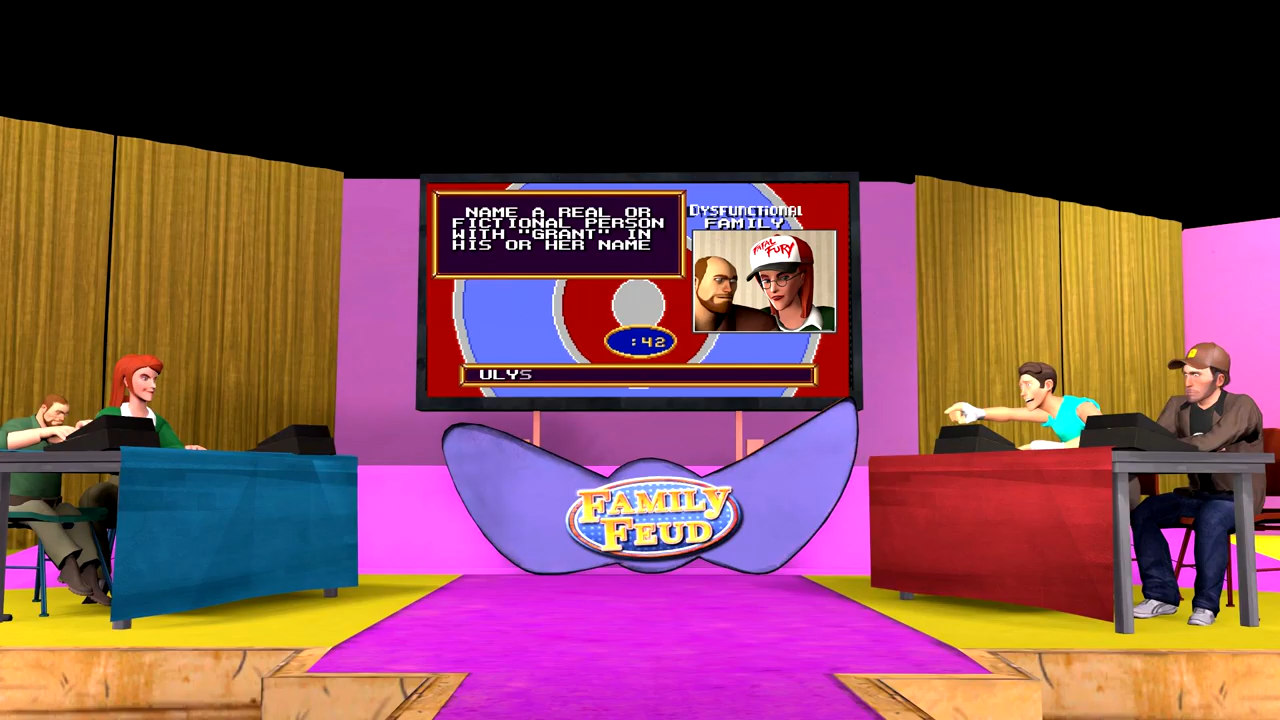 NAME A REAL OR
FICTIONAL PERSON
WITH "GRANT" IN
HIS OR HER NAME
DYSFUNCTIONAL
FAMILY
FATAL
FURY
:42
ULYS
FAMILY
FEUD